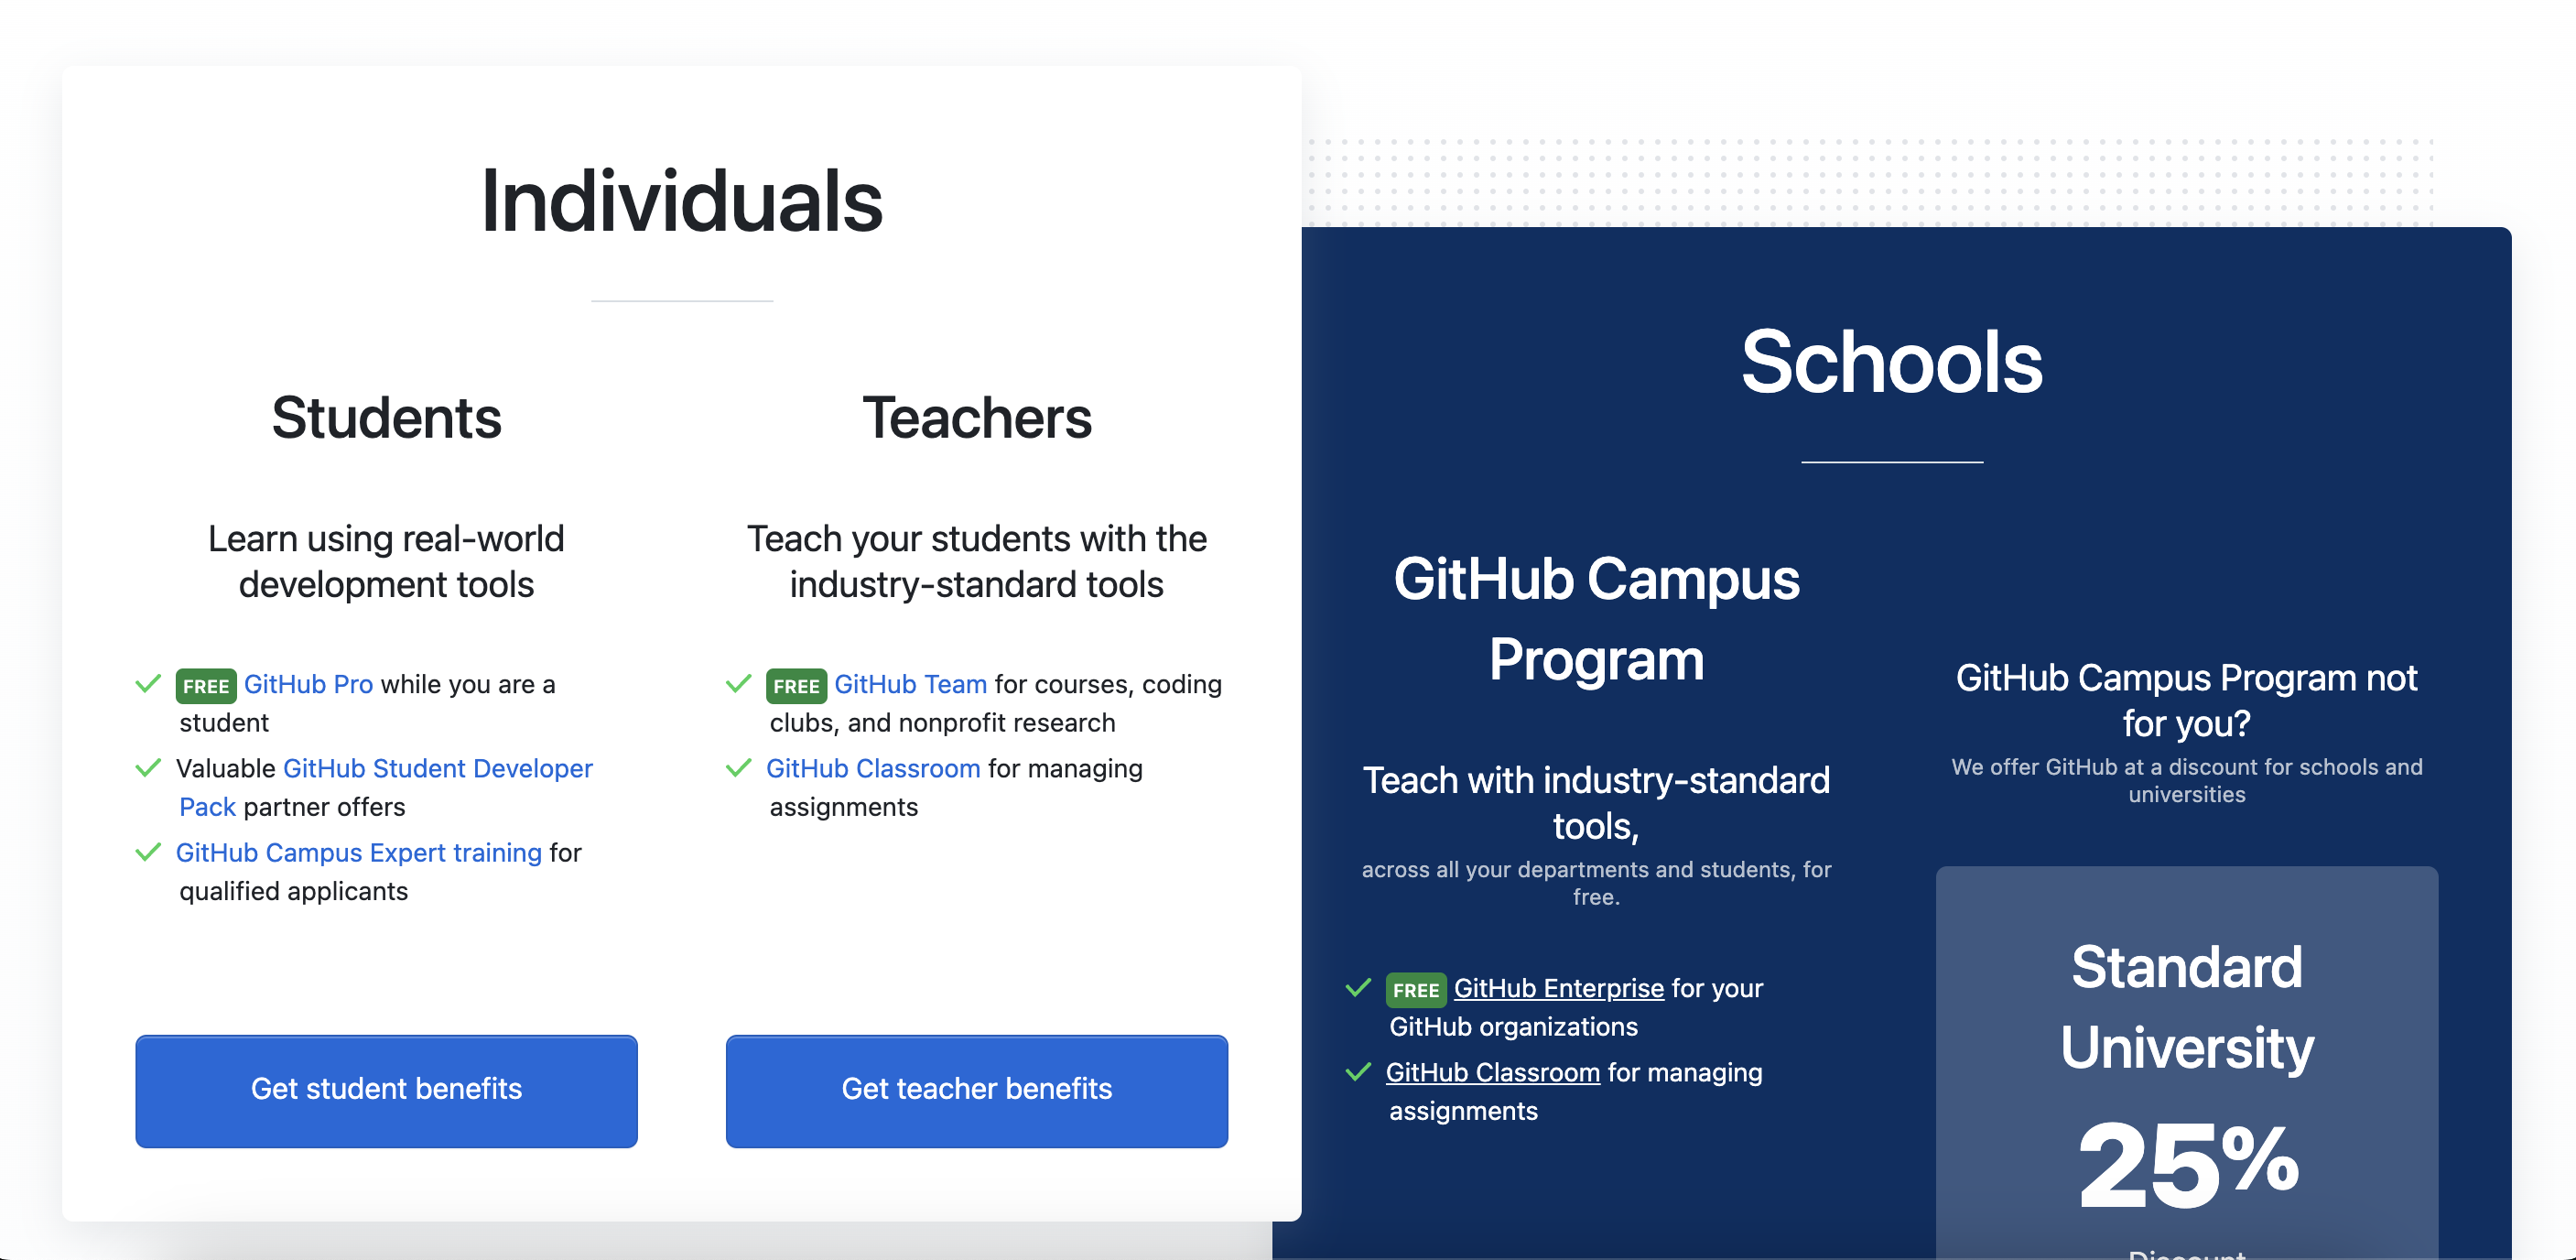 Individuals
Students
Learn using real-world
development tools
FREE GitHub Pro while you are a
student
Valuable GitHub Student Developer
Pack partner offers
GitHub Campus Expert training for
qualified applicants
Get student benefits
Teachers
Teach your students with the
industry-standard tools
FREE GitHub Team for courses, coding
clubs, and nonprofit research
GitHub Classroom for managing
assignments
Get teacher benefits
Schools
GitHub Campus
Program
Teach with industry-standard
tools,
across all your departments and students, for
free.
FREE GitHub Enterprise for your
GitHub organizations
GitHub Classroom for managing
assignments
GitHub Campus Program not
for you?
We offer GitHub at a discount for schools and
universities
Standard
University
25%
Discount